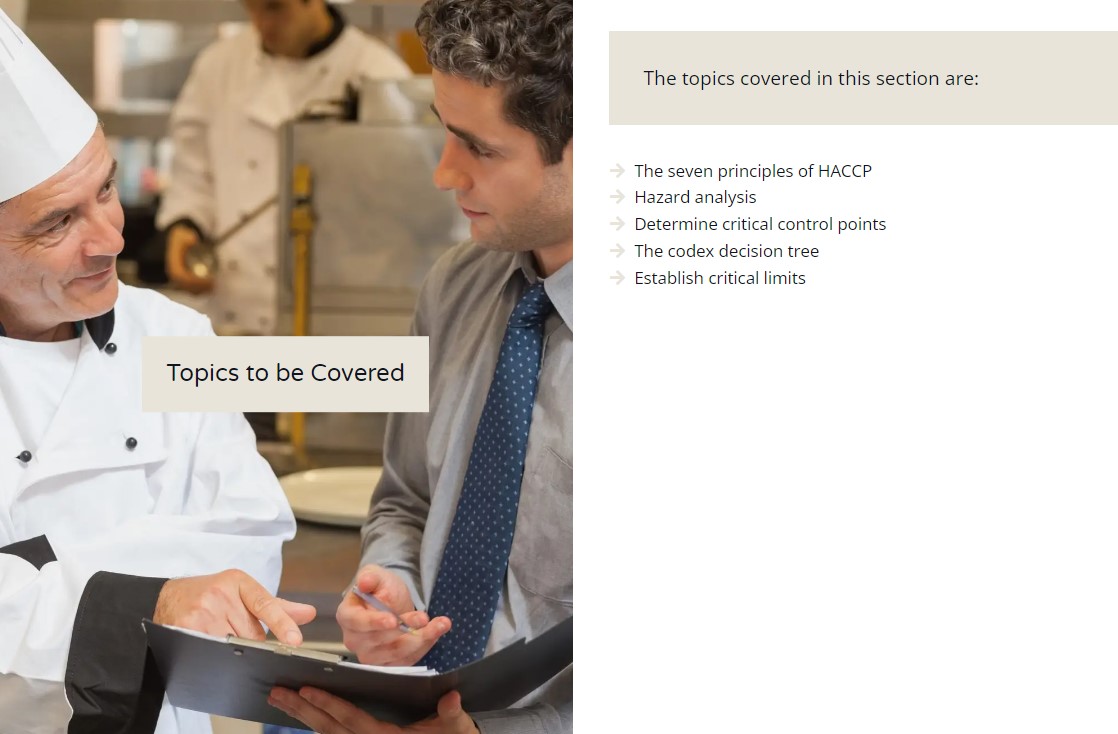 Topics to be Covered
The topics covered in this section are:
The seven principles of HACCP
Hazard analysis
Determine critical control points
The codex decision tree
Establish critical limits